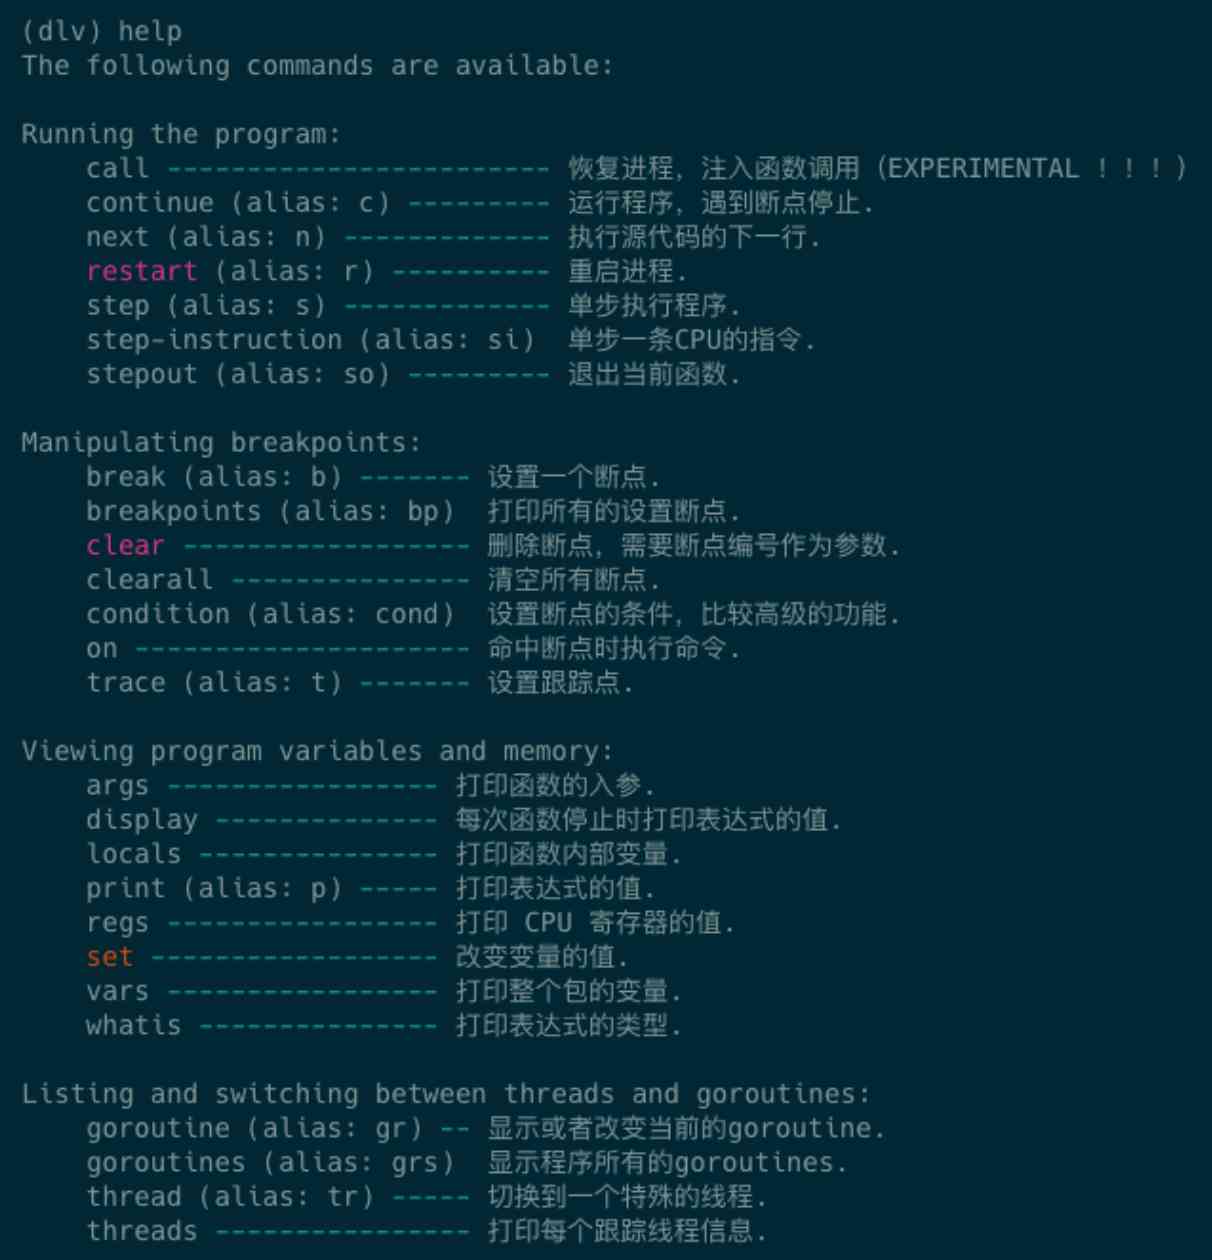 (dlv) help
The following commands are available:
Running the program:
call ------------------------ 恢复进程，注入函数调用（EXPERIMENTAL！！！）
continue (alias: c) --------- 运行程序，遇到断点停止.
next (alias: n) ------------- 执行源代码的下一行.
restart (alias: r) ---------- 重启进程.
step (alias: s) ------------- 单步执行程序.
step-instruction (alias: si)  单步一条CPU的指令.
stepout (alias: so) --------- 退出当前函数.
Manipulating breakpoints:
break (alias: b) ------- 设置一个断点.
breakpoints (alias: bp)  打印所有的设置断点.
clear ------------------ 删除断点，需要断点编号作为参数.
clearall --------------- 清空所有断点.
condition (alias: cond)  设置断点的条件，比较高级的功能.
on --------------------- 命中断点时执行命令.
trace (alias: t) ------- 设置跟踪点.
Viewing program variables and memory:
args ----------------- 打印函数的入参.
display -------------- 每次函数停止时打印表达式的值.
locals --------------- 打印函数内部变量.
print (alias: p) ----- 打印表达式的值.
regs ----------------- 打印 CPU 寄存器的值.
set ------------------ 改变变量的值.
vars ----------------- 打印整个包的变量.
whatis --------------- 打印表达式的类型.
Listing and switching between threads and goroutines:
goroutine (alias: gr) -- 显示或者改变当前的goroutine.
goroutines (alias: grs)  显示程序所有的goroutines.
thread (alias: tr) ----- 切换到一个特殊的线程.
threads ---------------- 打印每个跟踪线程信息.